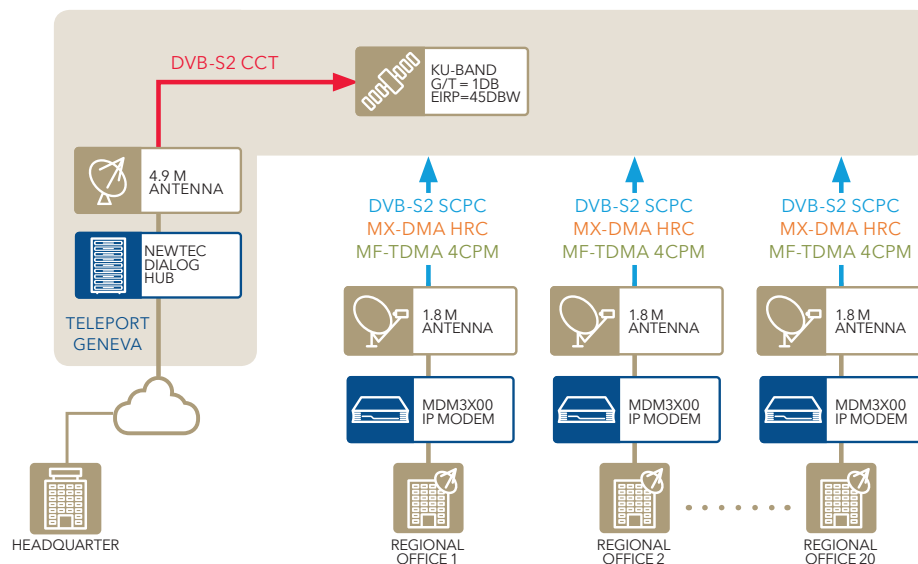 DVB-S2 CCT
KU-BAND
G/T = 1DB
EIRP=45DBW
4.9 M
ANTENNA
NEWTEC
DIALOG
HUB
TELEPORT
GENEVA
HEADQUARTER
DVB-S2 SCPC
MX-DMA HRC
MF-TDMA 4CPM
1.8 M
ANTENNA
MDM3X00
IP MODEM
REGIONAL
OFFICE 1
DVB-S2 SCPC
MX-DMA HRC
MF-TDMA 4CPM
1.8 M
ANTENNA
MDM3X00
IP MODEM
REGIONAL
OFFICE 2
DVB-S2 SCPC
MX-DMA HRC
MF-TDMA 4CPM
1.8 M
ANTENNA
MDM3X00
IP MODEM
REGIONAL
OFFICE 20